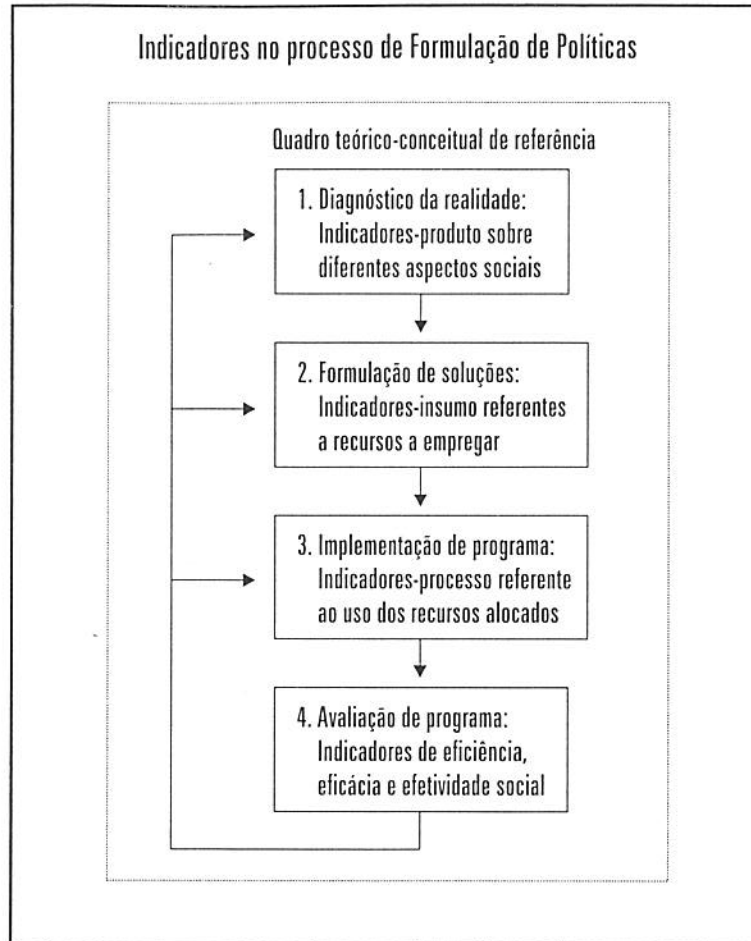 Indicadores no processo de Formulação de Políticas
Quadro teórico-conceitual de referência
1. Diagnóstico da realidade:
Indicadores-produto sobre
diferentes aspectos sociais
2. Formulação de soluções:
Indicadores-insumo referentes
a recursos a empregar
3. Implementação de programa:
Indicadores-processo referente
ao uso dos recursos alocados
4. Avaliação de programa:
Indicadores de eficiência,
eficácia e efetividade social